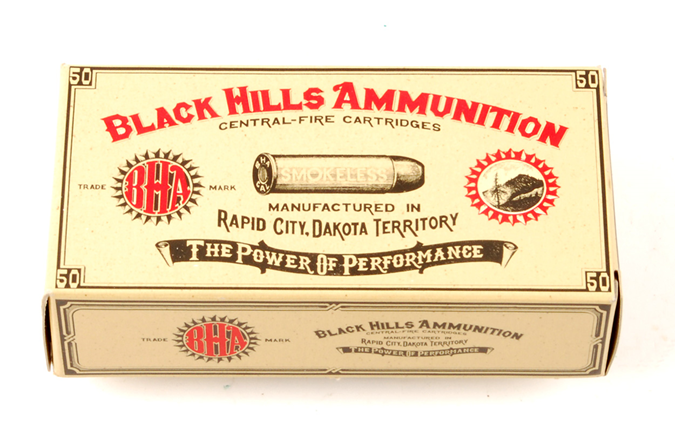 50
50
BLACK HILLS AMMUNITION
CENTRAL-FIRE CARTRIDGES
TRADE BHA MARK
SMOKELESS
MANUFACTURED IN
RAPID CITY, DAKOTA TERRITORY
THE POWER OF PERFORMANCE
50
50
TRADE BHA MARK
BLACK HILLS AMMUNITION
CENTRAL-FIRE CARTRIDGES
MANUFACTURED IN
RAPID CITY, DAKOTA TERRITORY
THE POWER OF PERFORMANCE